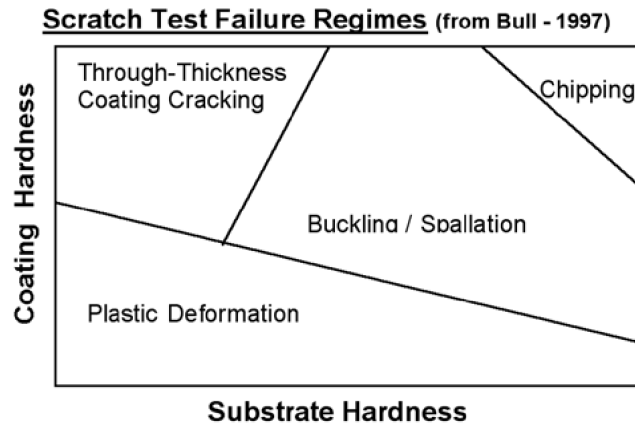 Scratch Test Failure Regimes (from Bull - 1997)
Through-Thickness
Coating Cracking
Chipping
Buckling / Spallation
Plastic Deformation
Coating Hardness
Substrate Hardness